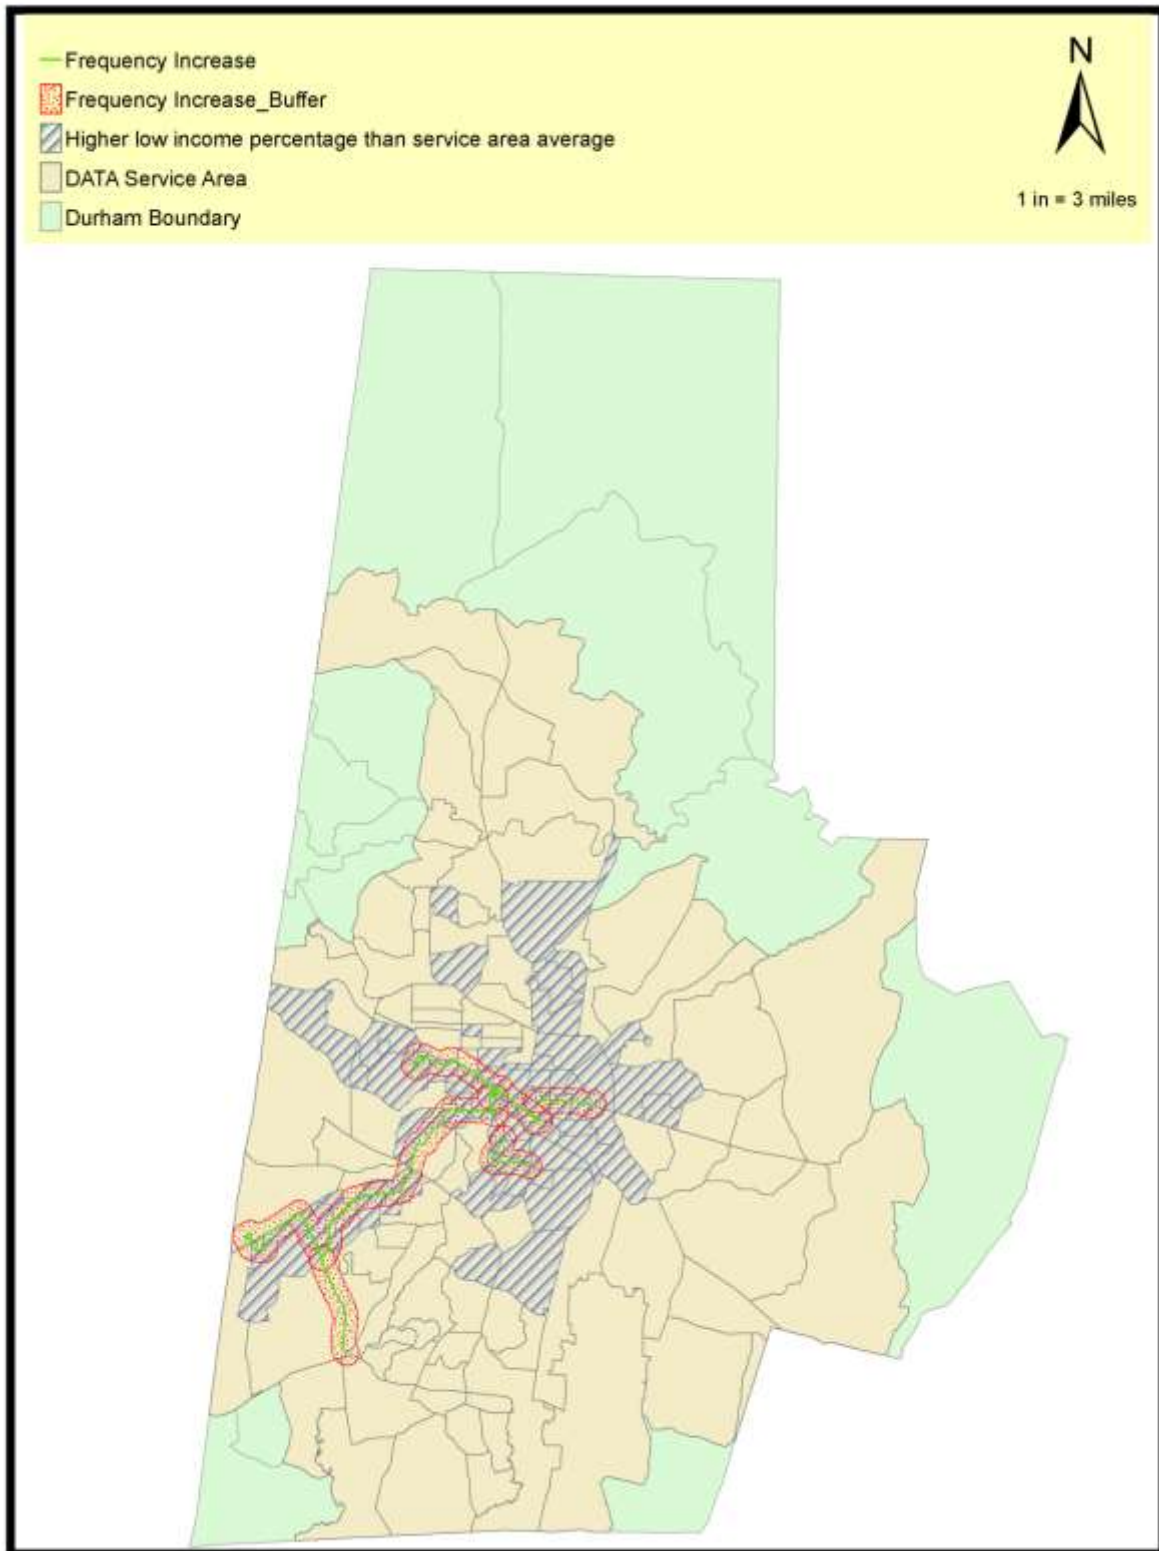 Frequency Increase
Frequency Increase_Buffer
Higher low income percentage than service area average
DATA Service Area
Durham Boundary
N
1 in = 3 miles